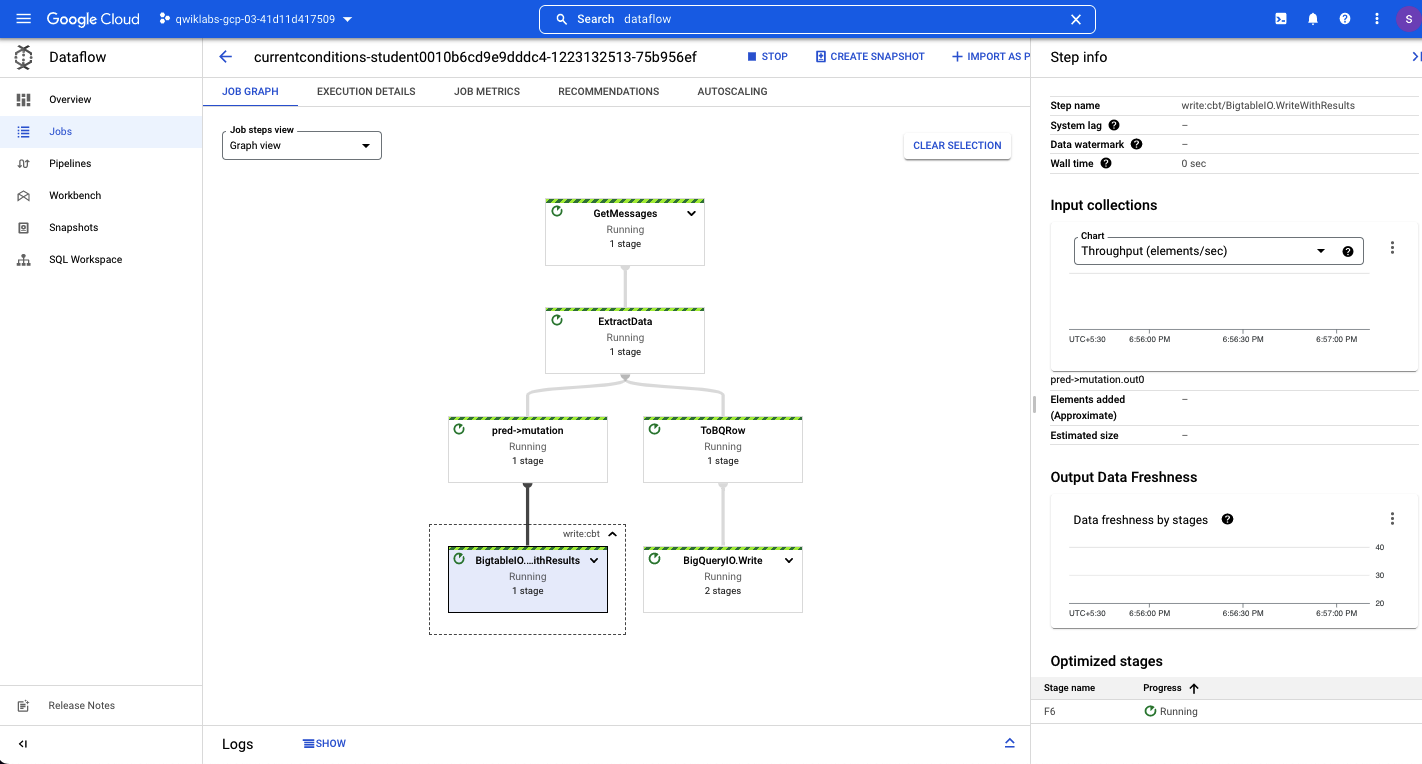 Google Cloud
qwiklabs-gcp-03-41d11d417509
Search dataflow
S
Dataflow
Overview
Jobs
Pipelines
Workbench
Snapshots
SQL Workspace
Release Notes
currentconditions-student0010b6cd9e9dddc4-1223132513-75b956ef
STOP
CREATE SNAPSHOT
IMPORT AS P
JOB GRAPH
EXECUTION DETAILS
JOB METRICS
RECOMMENDATIONS
AUTOSCALING
Job steps view
Graph view
CLEAR SELECTION
GetMessages
Running
1 stage
ExtractData
Running
1 stage
pred->mutation
Running
1 stage
ToBQRow
Running
1 stage
write:cbt
BigtableIO....ithResults
Running
1 stage
BigQueryIO.Write
Running
2 stages
Logs
SHOW
Step info
Step name write:cbt/BigtableIO.WriteWithResults
System lag –
Data watermark –
Wall time 0 sec
Input collections
Chart
Throughput (elements/sec)
UTC+5:30 6:56:00 PM 6:56:30 PM 6:57:00 PM
pred->mutation.out0
Elements added –
(Approximate)
Estimated size –
Output Data Freshness
Data freshness by stages
40
30
20
UTC+5:30 6:56:00 PM 6:56:30 PM 6:57:00 PM
Optimized stages
Stage name Progress
F6 Running